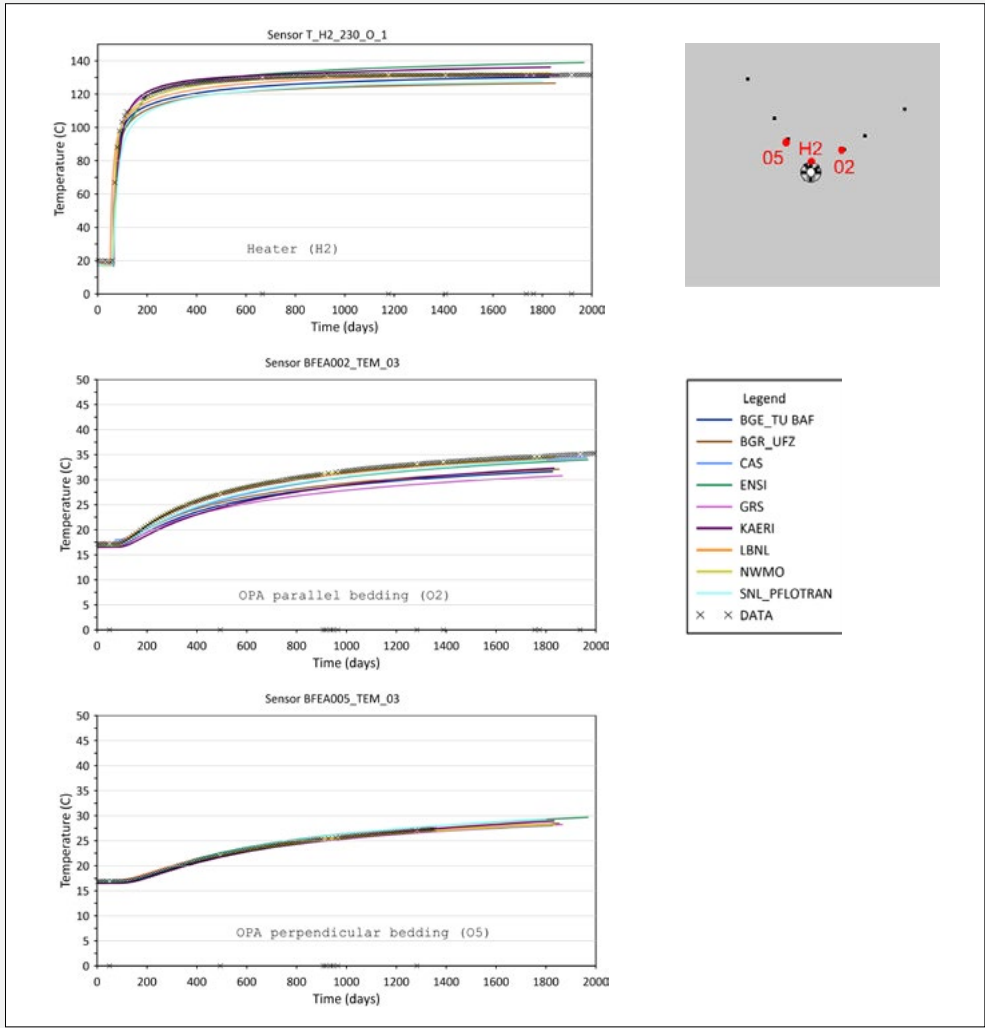 Sensor T_H2_230_O_1
Temperature (C)
140
120
100
80
60
40
20
0
Heater (H2)
0 200 400 600 800 1000 1200 1400 1600 1800 2000
Time (days)
05 H2 02
Sensor BFEA002_TEM_03
Temperature (C)
50
45
40
35
30
25
20
15
10
5
0
OPA parallel bedding (O2)
0 200 400 600 800 1000 1200 1400 1600 1800 2000
Time (days)
Legend
BGE_TU BAF
BGR_UFZ
CAS
ENSI
GRS
KAERI
LBNL
NWMO
SNL_PFLOTRAN
DATA
Sensor BFEA005_TEM_03
Temperature (C)
50
45
40
35
30
25
20
15
10
5
0
OPA perpendicular bedding (O5)
0 200 400 600 800 1000 1200 1400 1600 1800 2000
Time (days)